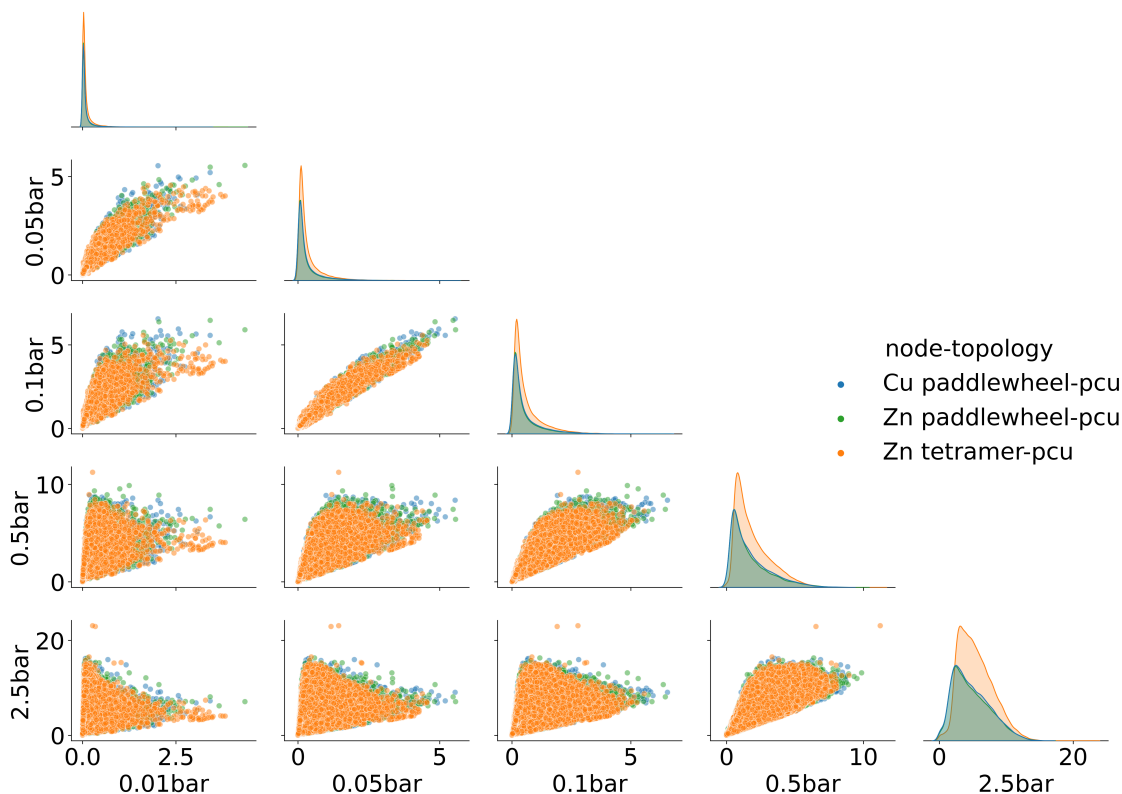 5
0
0.05bar
5
0
0.1bar
node-topology
Cu paddlewheel-pcu
Zn paddlewheel-pcu
Zn tetramer-pcu
10
0
0.5bar
20
0
2.5bar
0.0 2.5 0 5 0 5 0 10 0 20
0.01bar 0.05bar 0.1bar 0.5bar 2.5bar